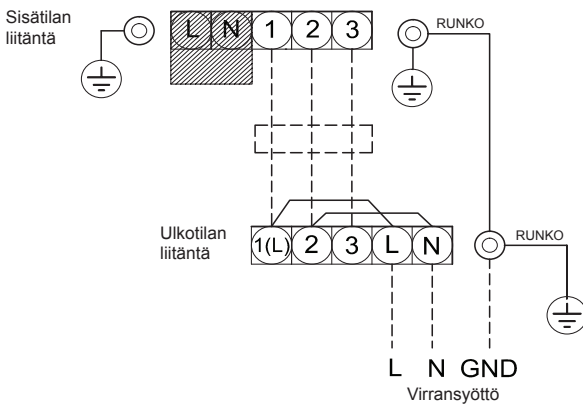 Sisätilan
liitäntä
L N 1 2 3
RUNKO
Ulkotilan
liitäntä
1(L) 2 3 L N
RUNKO
L N GND
Virransyöttö